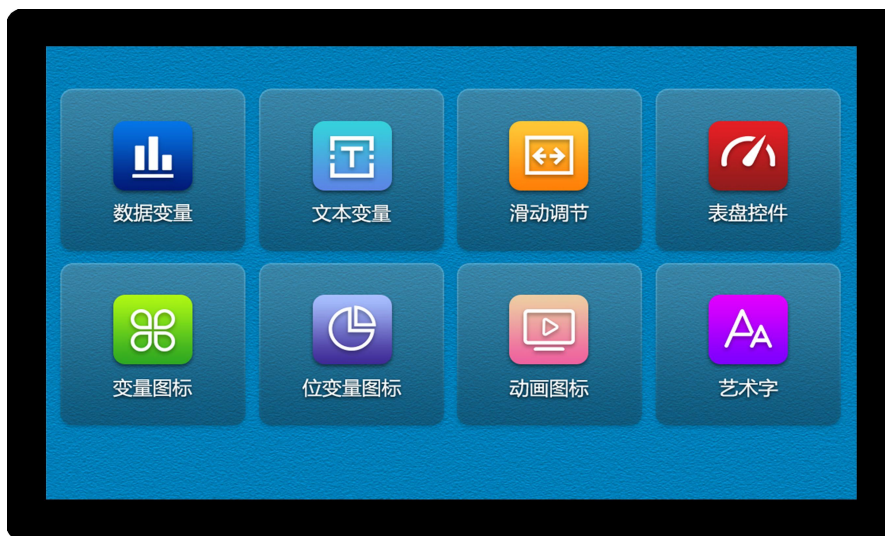 数据变量
文本变量
滑动调节
表盘控件
变量图标
位变量图标
动画图标
艺术字